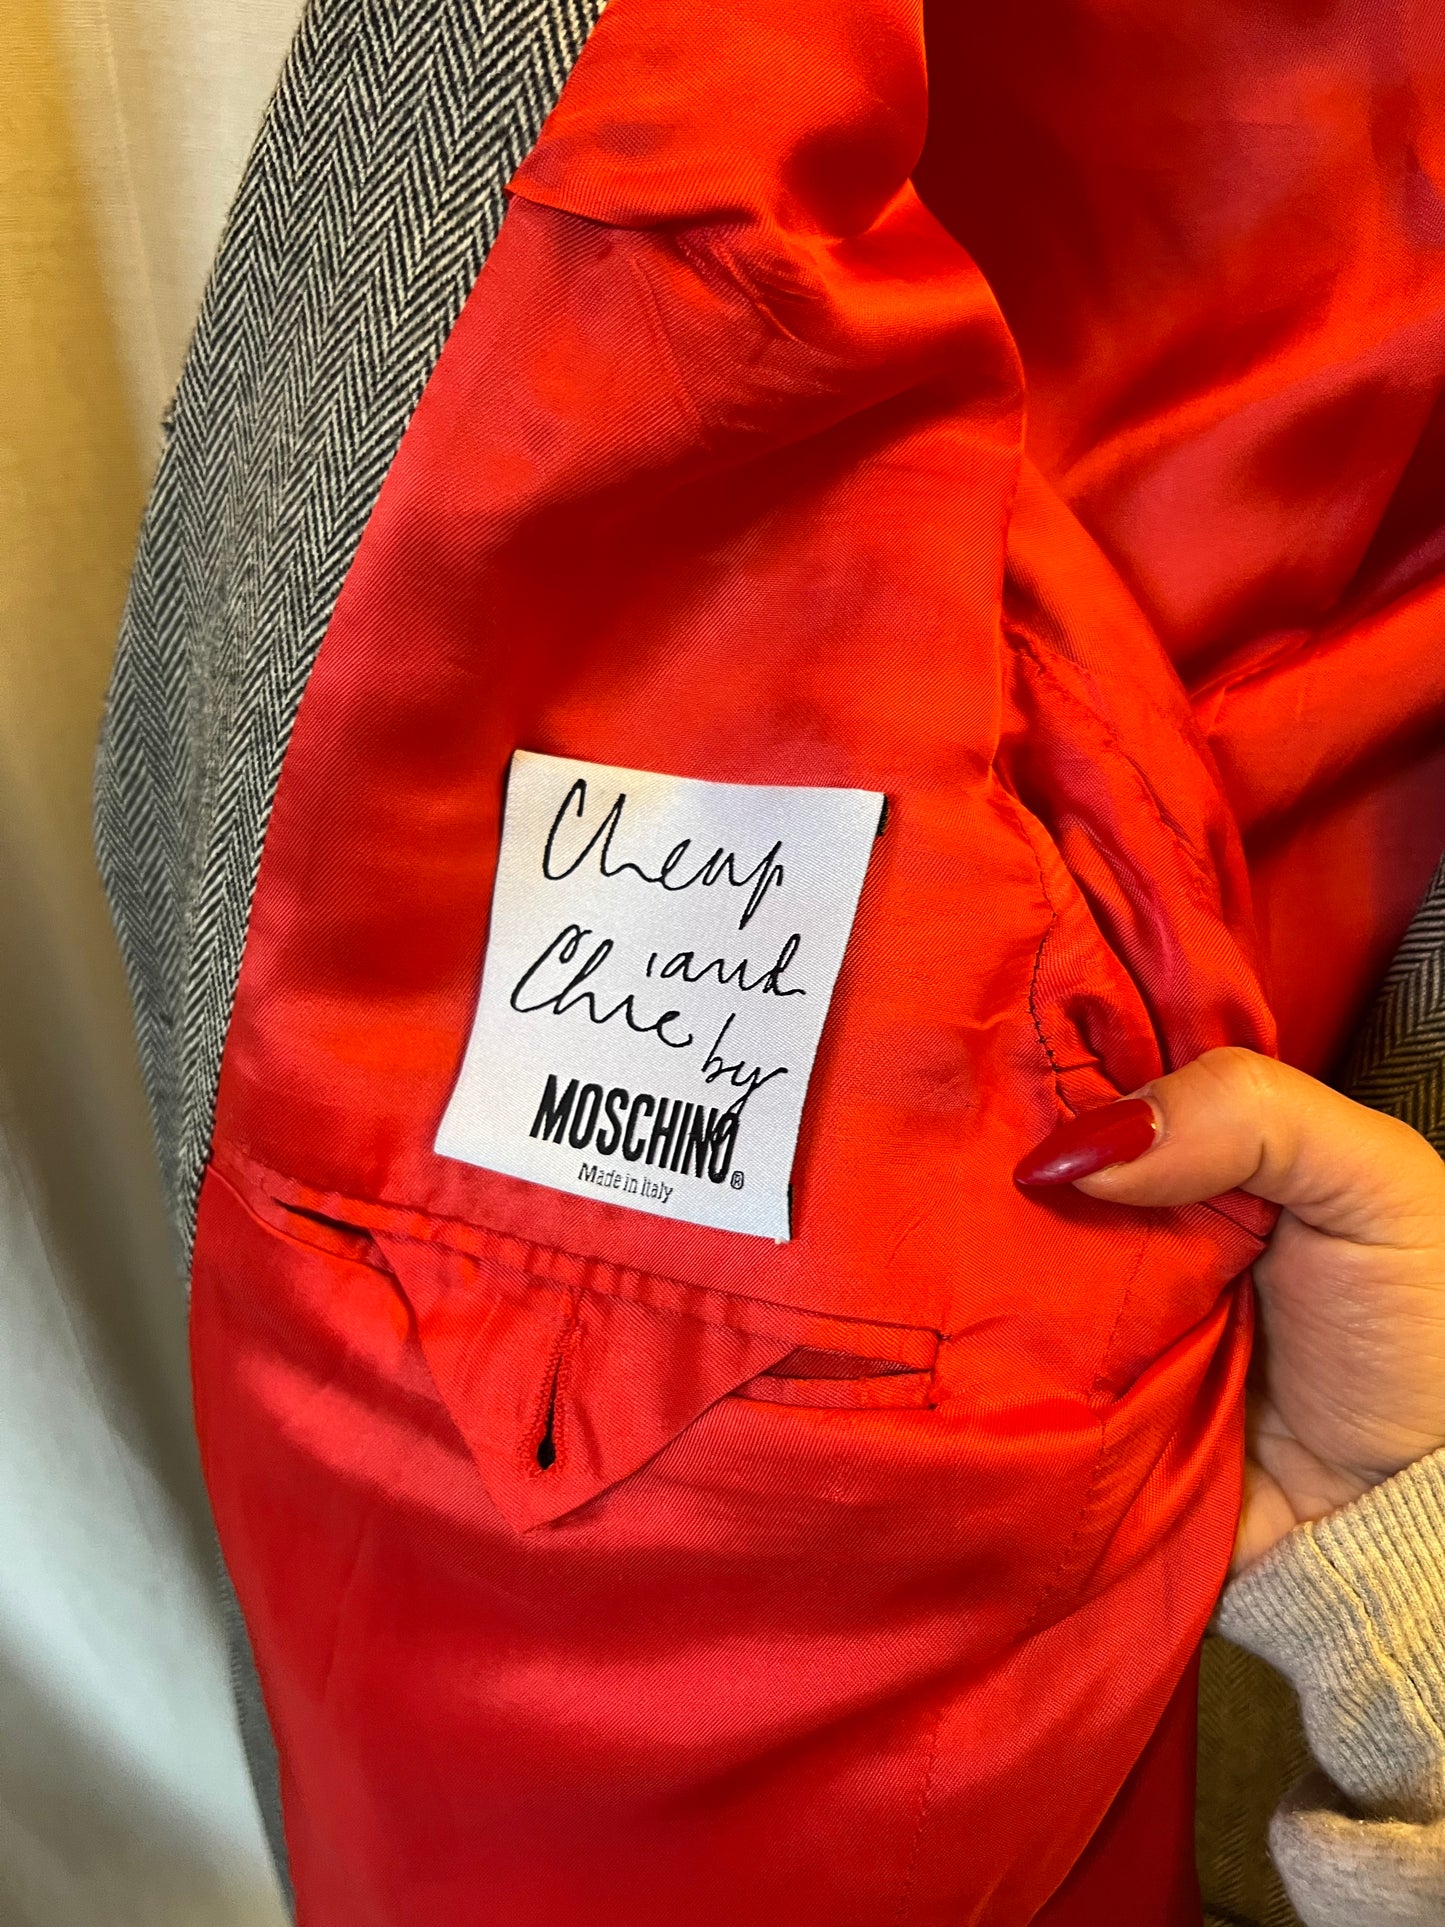 Cheap
and
Chic by
MOSCHINO®
Made in Italy